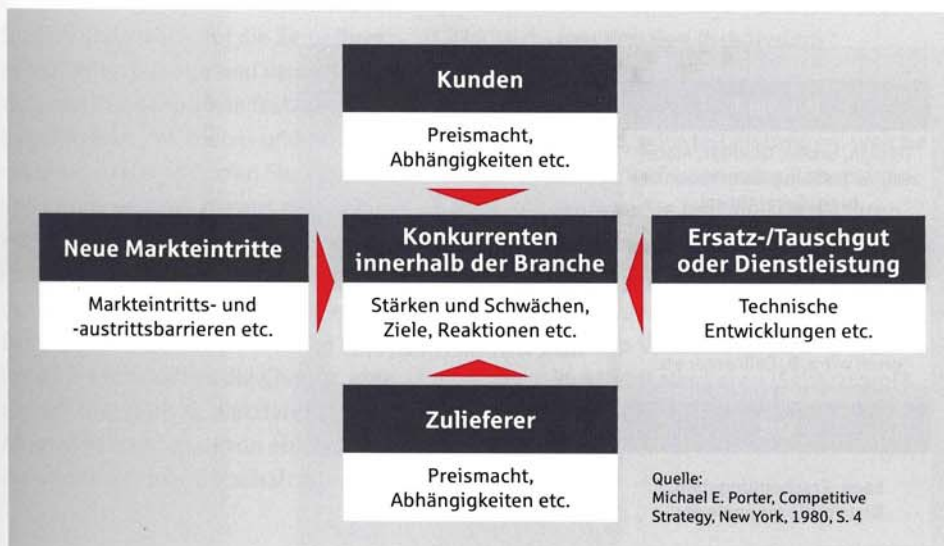 Kunden
Preismacht,
Abhängigkeiten etc.
Neue Markteintritte
Markteintritts- und
-austrittsbarrieren etc.
Konkurrenten
innerhalb der Branche
Stärken und Schwächen,
Ziele, Reaktionen etc.
Ersatz-/Tauschgut
oder Dienstleistung
Technische
Entwicklungen etc.
Zulieferer
Preismacht,
Abhängigkeiten etc.
Quelle:
Michael E. Porter, Competitive
Strategy, New York, 1980, S. 4